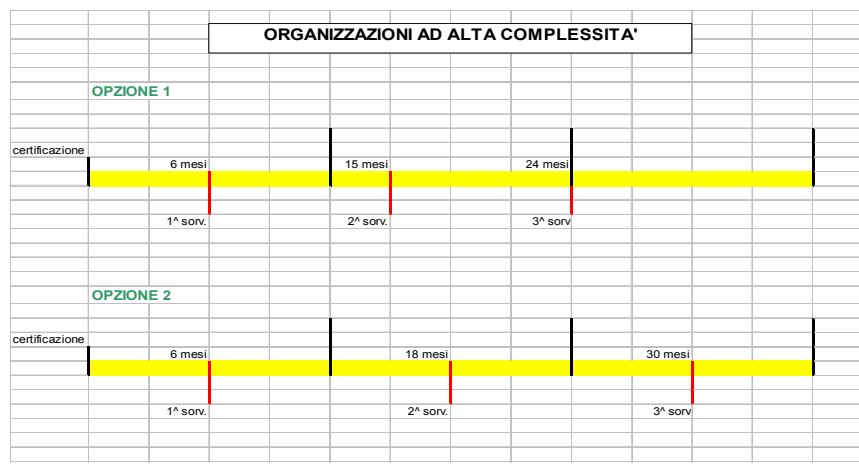 ORGANIZZAZIONI AD ALTA COMPLESSITA'
OPZIONE 1
certificazione
6 mesi 15 mesi 24 mesi
1^ sorv. 2^ sorv. 3^ sorv
OPZIONE 2
certificazione
6 mesi 18 mesi 30 mesi
1^ sorv. 2^ sorv. 3^ sorv